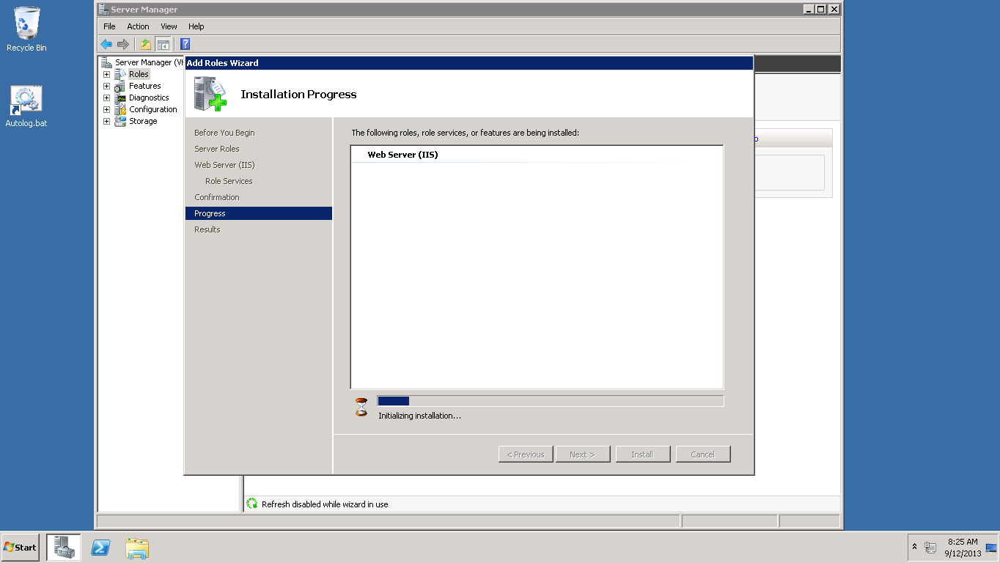 Recycle Bin
Autolog.bat
Server Manager
File Action View Help
Server Manager (
Roles
Features
Diagnostics
Configuration
Storage
Add Roles Wizard
Installation Progress
Before You Begin
Server Roles
Web Server (IIS)
Role Services
Confirmation
Progress
Results
The following roles, role services, or features are being installed:
Web Server (IIS)
Initializing installation...
< Previous Next > Install Cancel
Refresh disabled while wizard in use
Start
8:25 AM
9/12/2013